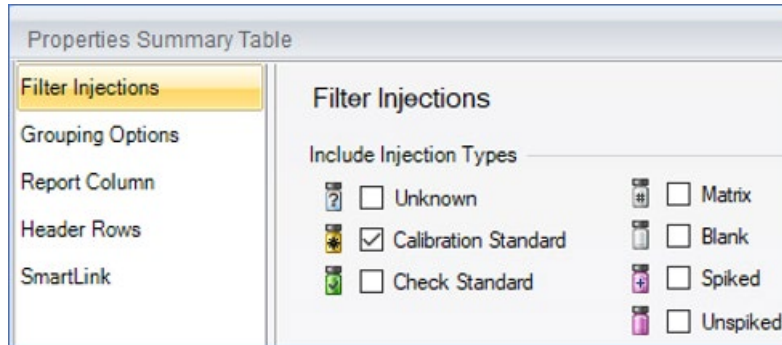 Properties Summary Table
Filter Injections
Grouping Options
Report Column
Header Rows
SmartLink
Filter Injections
Include Injection Types
Unknown
Calibration Standard
Check Standard
Matrix
Blank
Spiked
Unspiked